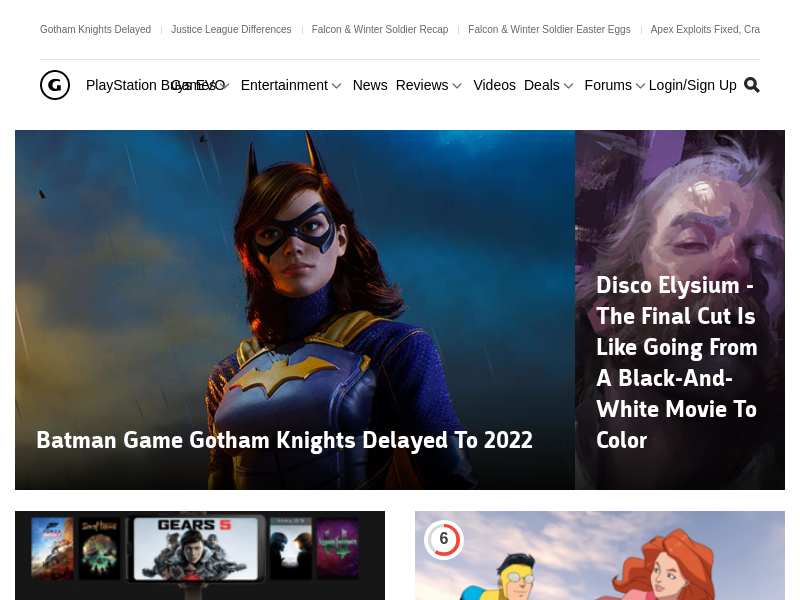 Gotham Knights Delayed
Justice League Differences
Falcon & Winter Soldier Recap
Falcon & Winter Soldier Easter Eggs
Apex Exploits Fixed, Cra
G
PlayStation Buys EVO
Games
Entertainment
News
Reviews
Videos
Deals
Forums
Login/Sign Up
Batman Game Gotham Knights Delayed To 2022
Disco Elysium -
The Final Cut Is
Like Going From
A Black-And-
White Movie To
Color
GEARS 5
6